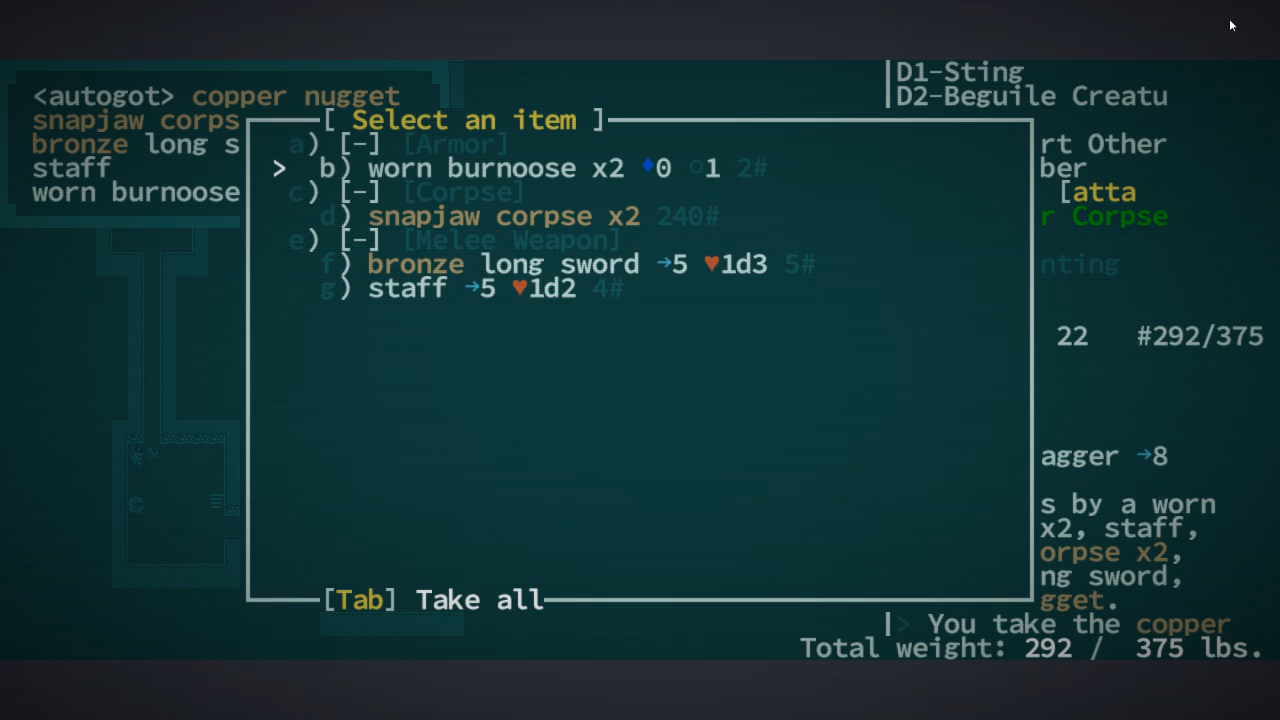 D1-Sting
<autogot> copper nugget D2-Beguile Creatu
snapjaw corps [ Select an item ]
bronze long s a) [-] [Armor] rt Other
staff > b) worn burnoose x2 ♦0 ○1 2# ber
worn burnoose c) [-] [Corpse] [atta
d) snapjaw corpse x2 240# r Corpse
e) [-] [Melee Weapon]
f) bronze long sword →5 ♥1d3 5# nting
g) staff →5 ♥1d2 4#
22 #292/375
agger →8
s by a worn
x2, staff,
orpse x2,
ng sword,
[Tab] Take all gget.
> You take the copper
Total weight: 292 / 375 lbs.